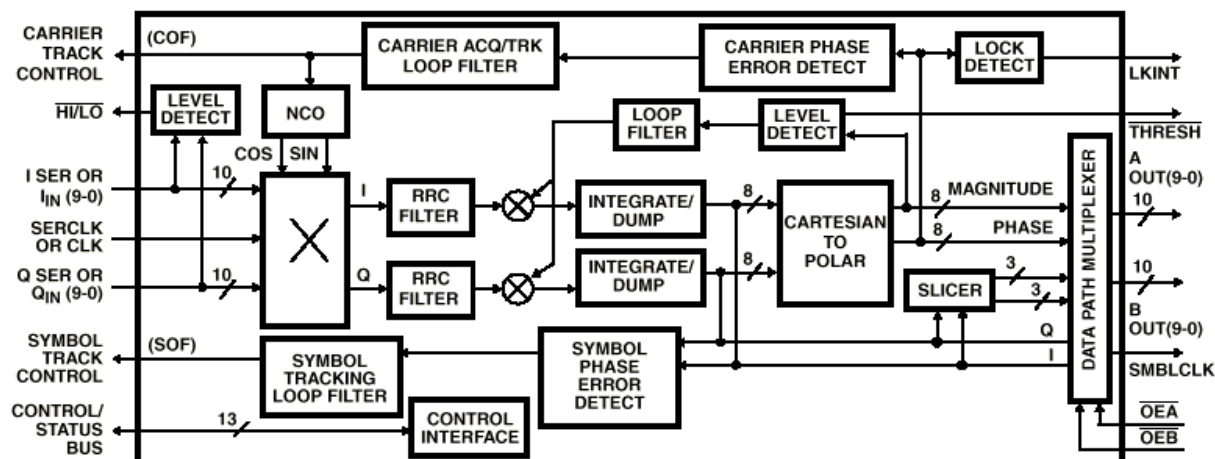 CARRIER
TRACK
CONTROL
(COF)
CARRIER ACQ/TRK
LOOP FILTER
CARRIER PHASE
ERROR DETECT
LOCK
DETECT
LKINT
HI/LO
LEVEL
DETECT
NCO
COS
SIN
LOOP
FILTER
LEVEL
DETECT
THRESH
I SER OR
IIN (9-0)
10
SERCLK
OR CLK
Q SER OR
QIN (9-0)
10
I
Q
RRC
FILTER
RRC
FILTER
INTEGRATE/
DUMP
INTEGRATE/
DUMP
8
8
CARTESIAN
TO
POLAR
8
MAGNITUDE
8
PHASE
SLICER
3
3
Q
I
DATA PATH MULTIPLEXER
A
OUT(9-0)
10
10
B
OUT(9-0)
SMBLCLK
OEA
OEB
SYMBOL
TRACK
CONTROL
(SOF)
SYMBOL
TRACKING
LOOP FILTER
SYMBOL
PHASE
ERROR
DETECT
CONTROL/
STATUS
BUS
13
CONTROL
INTERFACE